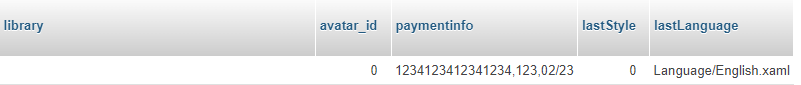 library avatar_id paymentinfo lastStyle lastLanguage
0 1234123412341234,123,02/23 0 Language/English.xaml